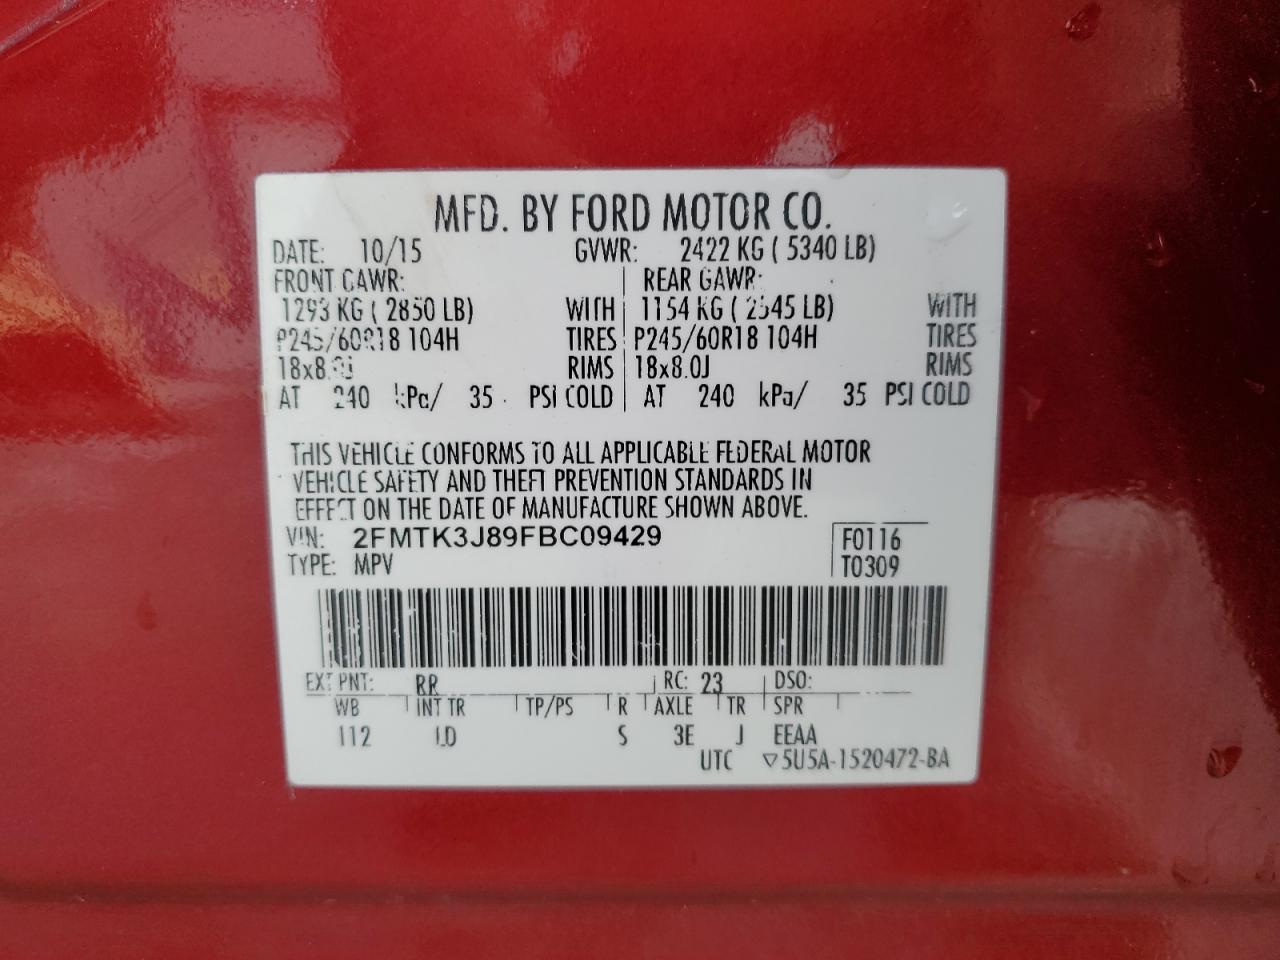 MFD. BY FORD MOTOR CO.
DATE: 10/15 GVWR: 2422 KG ( 5340 LB)
FRONT GAWR: REAR GAWR:
1293 KG ( 2850 LB) WITH 1154 KG ( 2545 LB) WITH
P245/60R18 104H TIRES P245/60R18 104H TIRES
18x8.0J RIMS 18x8.0J RIMS
AT 240 kPa/ 35 PSI COLD AT 240 kPa/ 35 PSI COLD
THIS VEHICLE CONFORMS TO ALL APPLICABLE FEDERAL MOTOR
VEHICLE SAFETY AND THEFT PREVENTION STANDARDS IN
EFFECT ON THE DATE OF MANUFACTURE SHOWN ABOVE.
VIN: 2FMTK3J89FBC09429 F0116
TYPE: MPV T0309
EXT PNT: RR RC: 23 DSO:
WB INT TR TP/PS R AXLE TR SPR
112 LD S 3E J EEAA
UTC ▽5U5A-1520472-BA